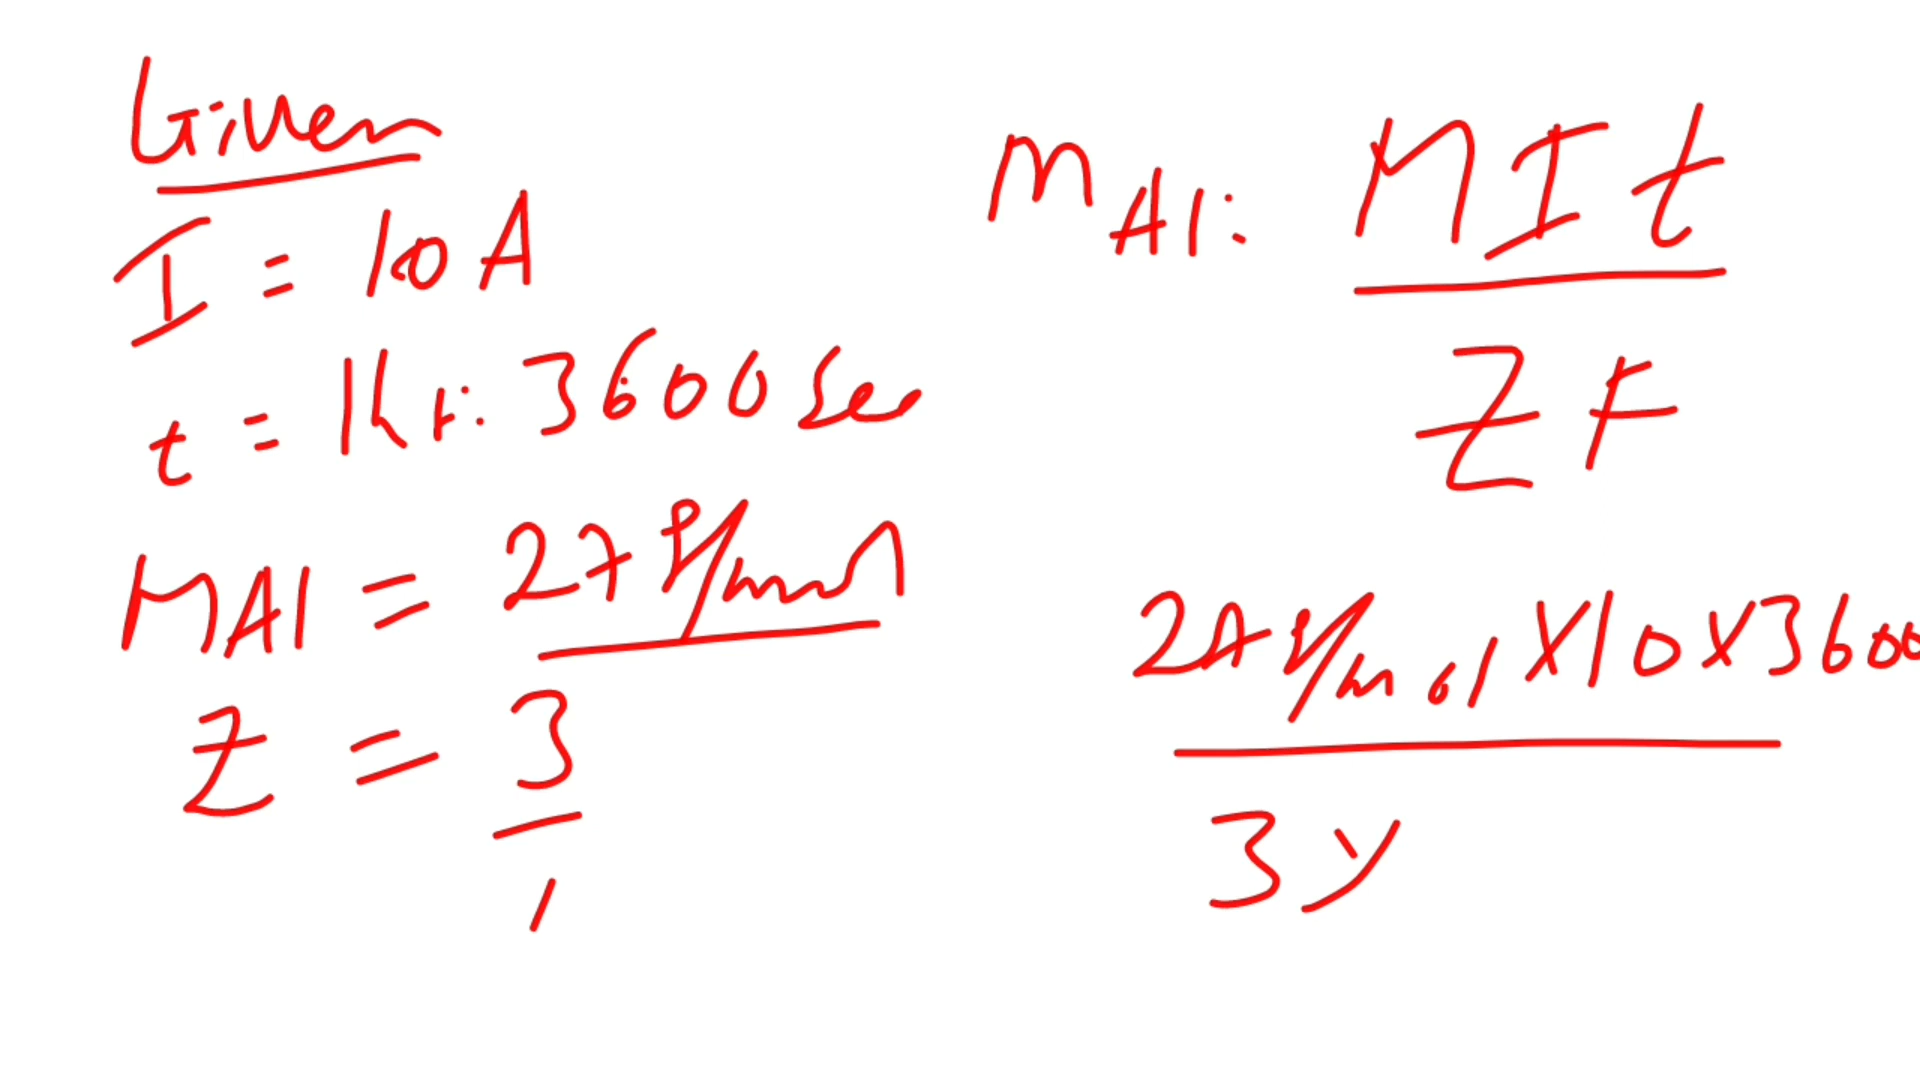 Given
I = 10 A
t = 1hr: 3600 Sec
MAl = 27 g/mol
Z = 3
mAl: MIt
ZF
27 g/mol X 10 X 3600
3